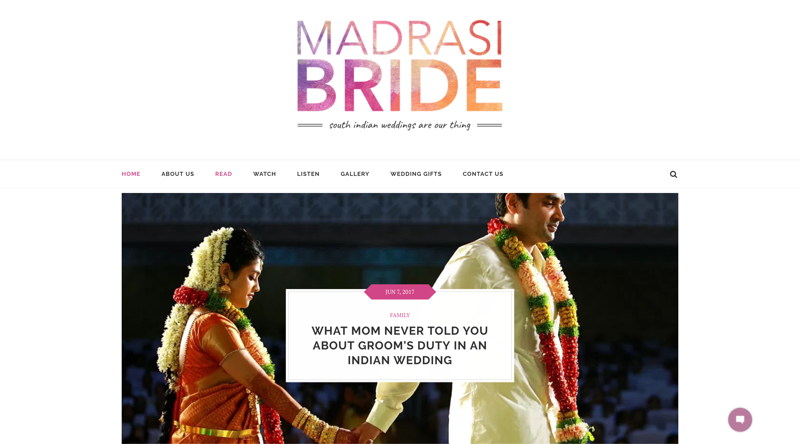 MADRASI
BRIDE
south indian weddings are our thing
HOME ABOUT US READ WATCH LISTEN GALLERY WEDDING GIFTS CONTACT US
JUN 7, 2017
FAMILY
WHAT MOM NEVER TOLD YOU
ABOUT GROOM'S DUTY IN AN
INDIAN WEDDING